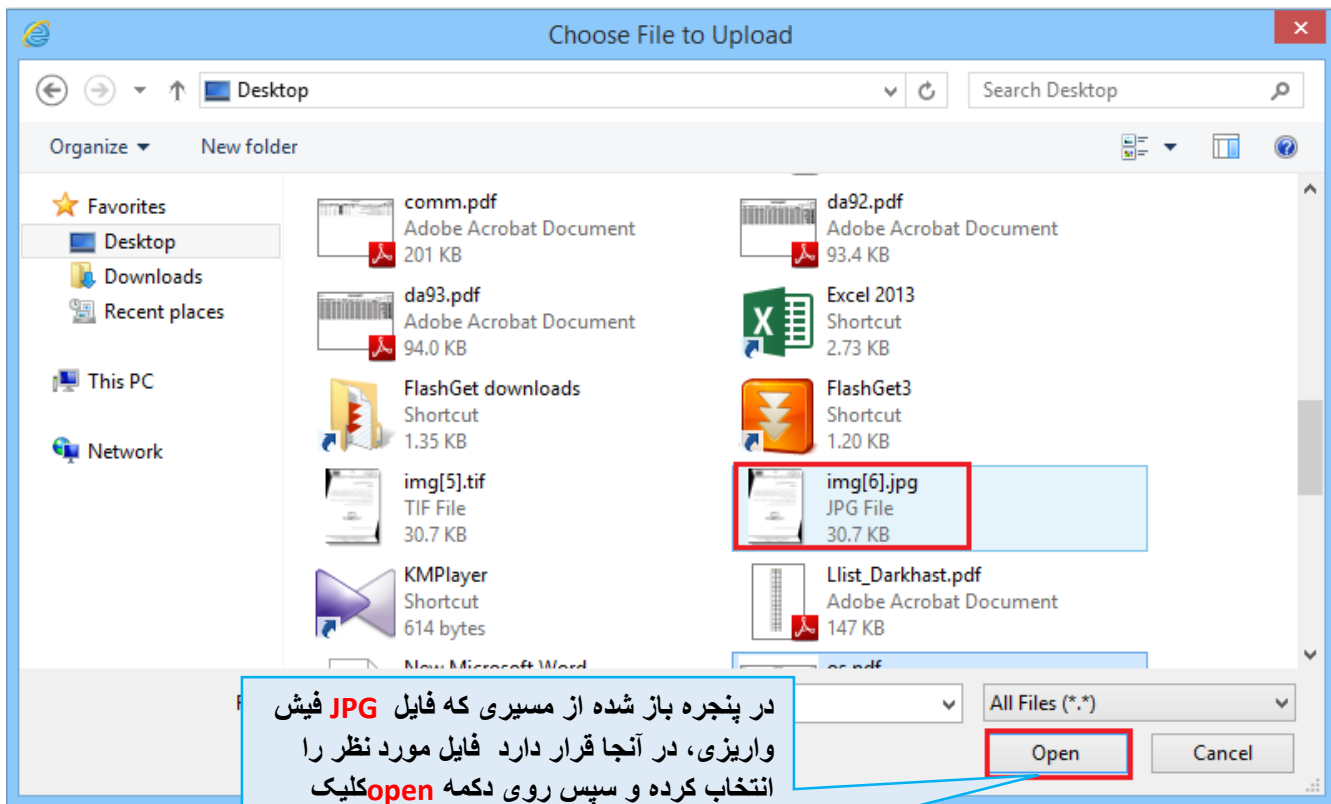 Choose File to Upload
Desktop
Search Desktop
Organize
New folder
Favorites
Desktop
Downloads
Recent places
This PC
Network
comm.pdf
Adobe Acrobat Document
201 KB
da92.pdf
Adobe Acrobat Document
93.4 KB
da93.pdf
Adobe Acrobat Document
94.0 KB
Excel 2013
Shortcut
2.73 KB
FlashGet downloads
Shortcut
1.35 KB
FlashGet3
Shortcut
1.20 KB
img[5].tif
TIF File
30.7 KB
img[6].jpg
JPG File
30.7 KB
KMPlayer
Shortcut
614 bytes
Llist_Darkhast.pdf
Adobe Acrobat Document
147 KB
New Microsoft Word
All Files (*.*)
Open
Cancel
در پنجره باز شده از مسیری که فایل JPG فیش
واریزی، در آنجا قرار دارد فایل مورد نظر را
انتخاب کرده و سپس روی دکمه openکلیک